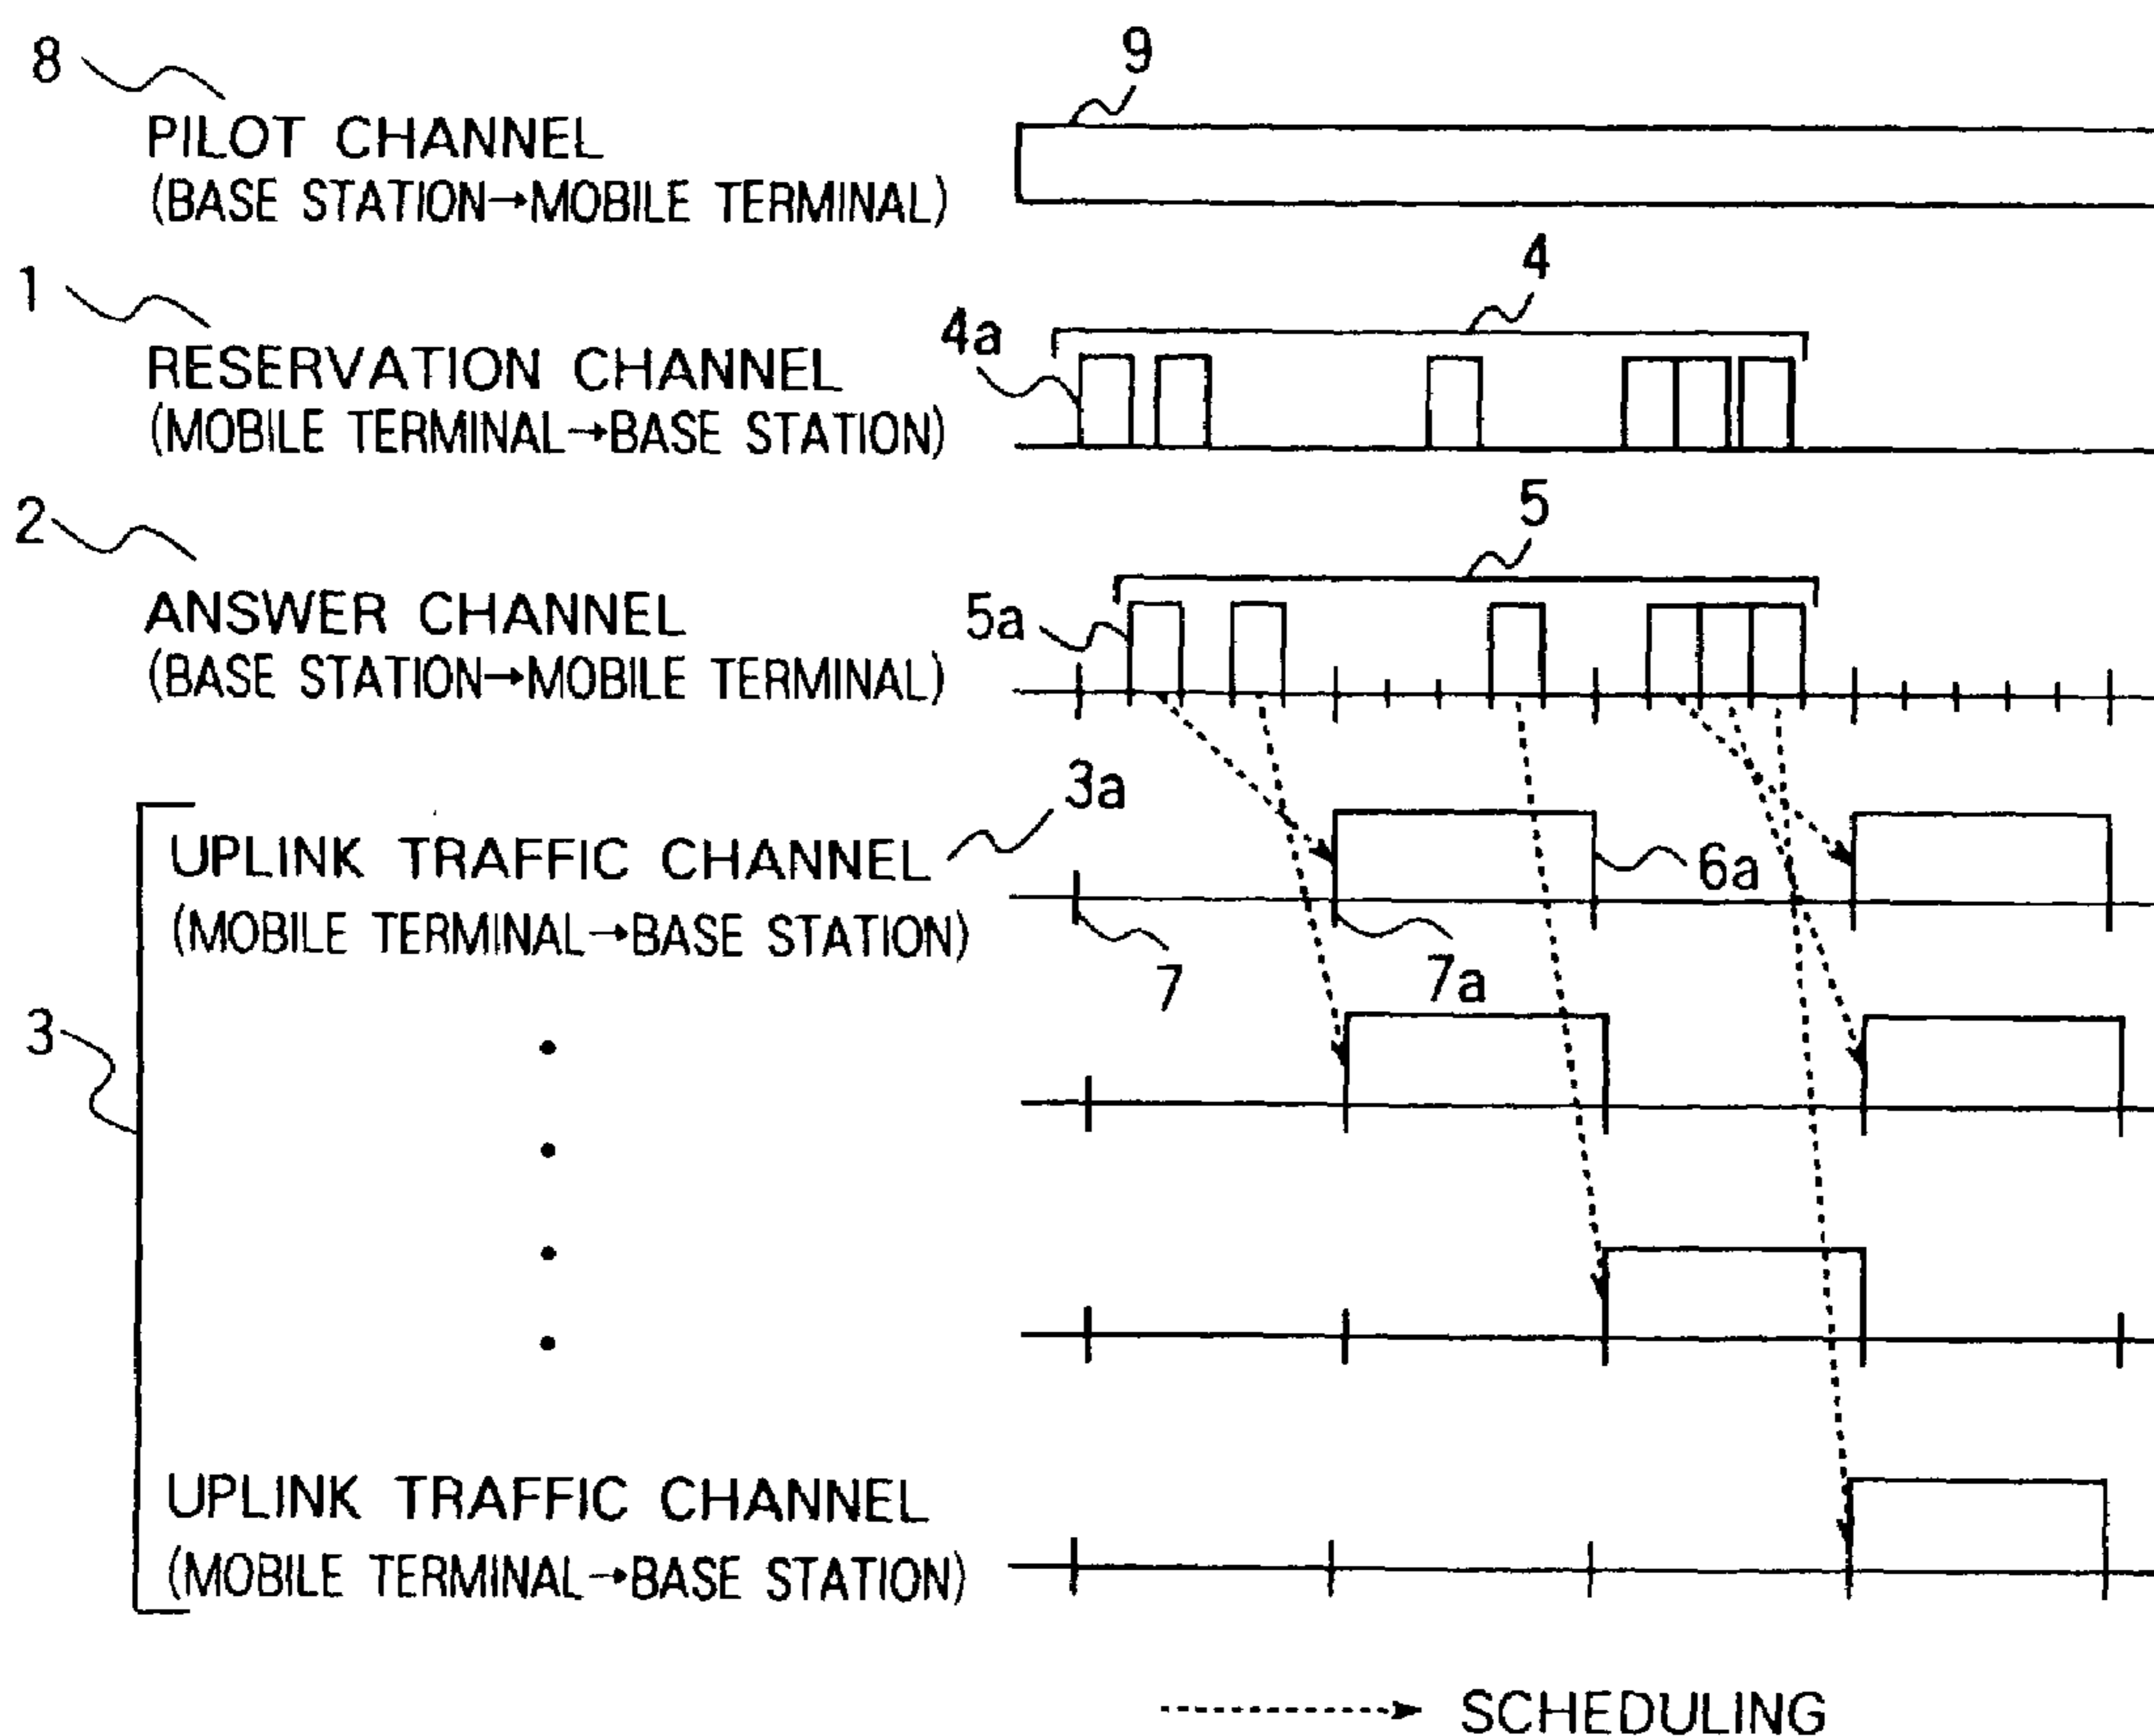 8
9
PILOT CHANNEL
(BASE STATION→MOBILE TERMINAL)
1
4
4a
RESERVATION CHANNEL
(MOBILE TERMINAL→BASE STATION)
2
5
5a
ANSWER CHANNEL
(BASE STATION→MOBILE TERMINAL)
3a
UPLINK TRAFFIC CHANNEL
6a
(MOBILE TERMINAL→BASE STATION)
7
7a
3
UPLINK TRAFFIC CHANNEL
(MOBILE TERMINAL→BASE STATION)
SCHEDULING